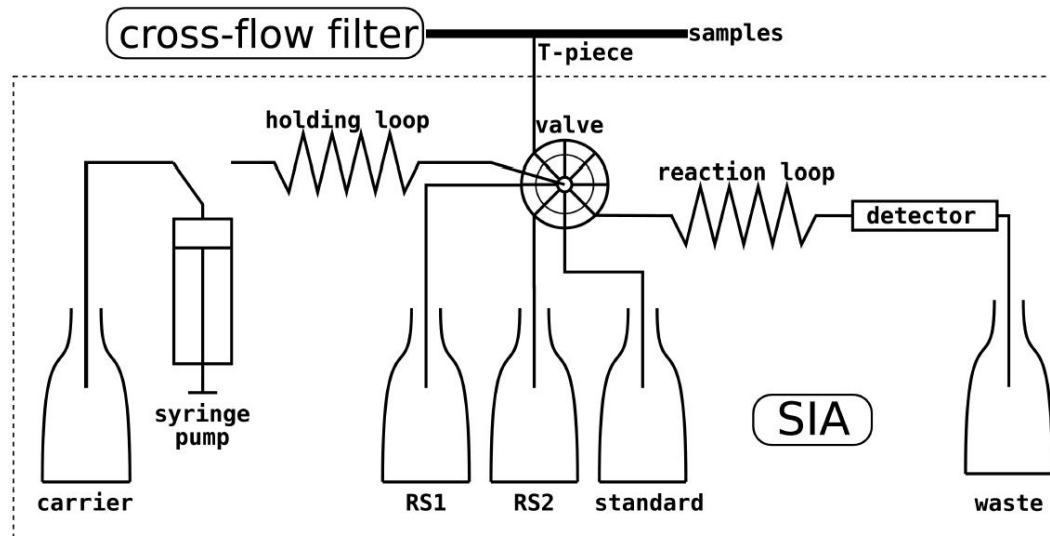 cross-flow filter
samples
T-piece
holding loop
valve
reaction loop
detector
syringe
pump
SIA
carrier
RS1
RS2
standard
waste